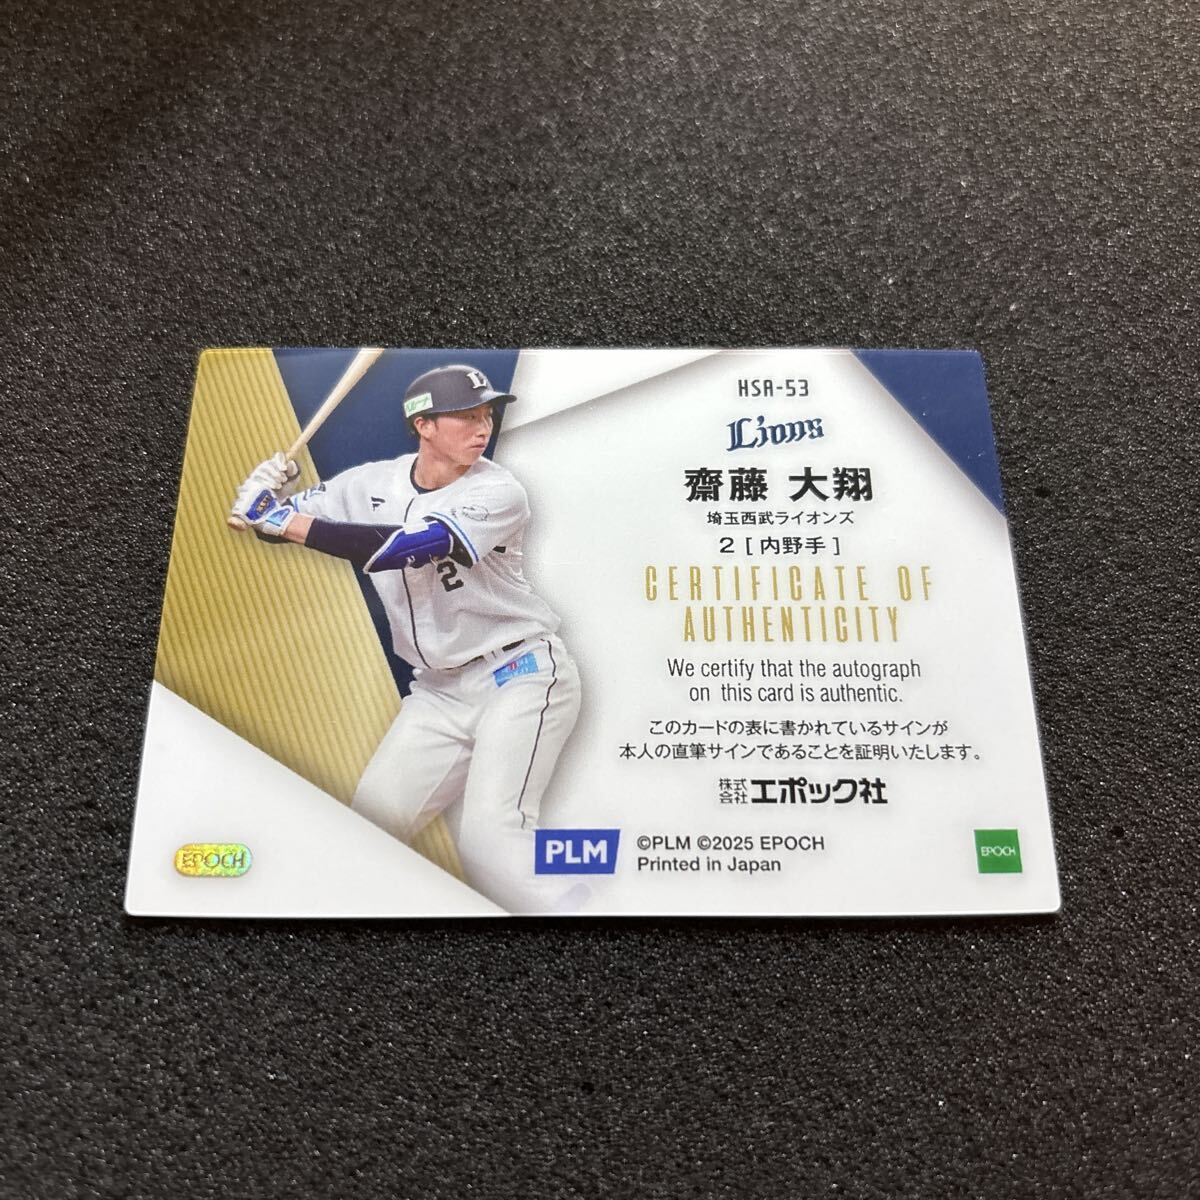 HSA-53
Lions
齋藤 大翔
埼玉西武ライオンズ
2 [ 内野手 ]
CERTIFICATE OF
AUTHENTICITY
We certify that the autograph
on this card is authentic.
このカードの表に書かれているサインが
本人の直筆サインであることを証明いたします。
株式会社エポック社
PLM
©PLM ©2025 EPOCH
Printed in Japan
EPOCH
EPOCH
L
2